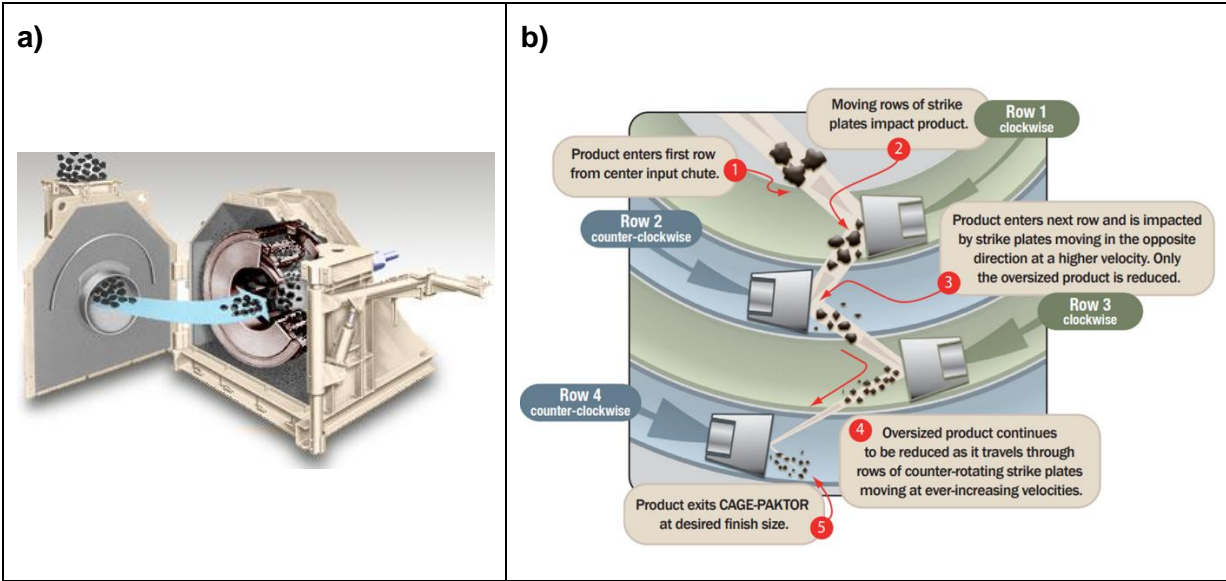 a)
b)
Moving rows of strike
plates impact product.
2
Row 1
clockwise
Product enters first row
from center input chute.
1
Row 2
counter-clockwise
Product enters next row and is impacted
by strike plates moving in the opposite
direction at a higher velocity. Only
the oversized product is reduced.
3
Row 3
clockwise
Row 4
counter-clockwise
4 Oversized product continues
to be reduced as it travels through
rows of counter-rotating strike plates
moving at ever-increasing velocities.
Product exits CAGE-PAKTOR
at desired finish size.
5